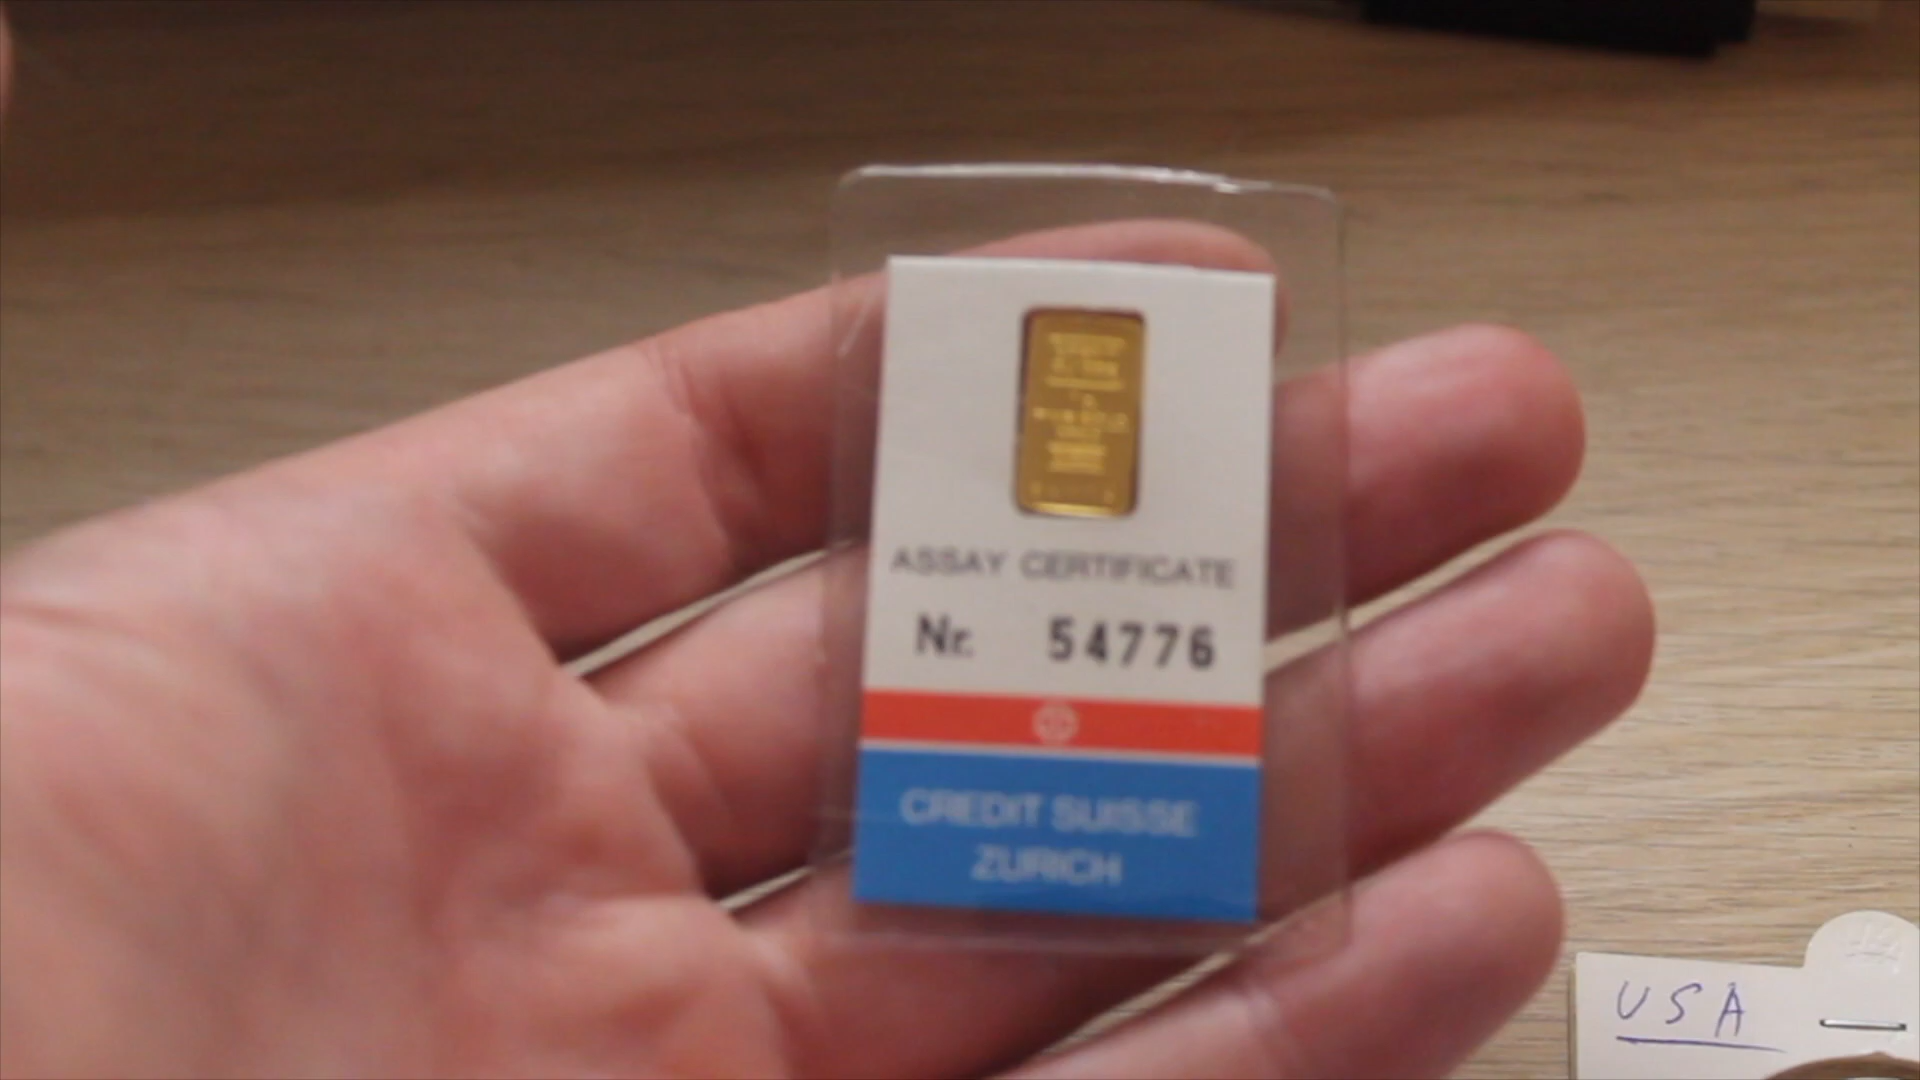 ASSAY CERTIFICATE
Nr. 54776
CREDIT SUISSE
ZURICH
USA